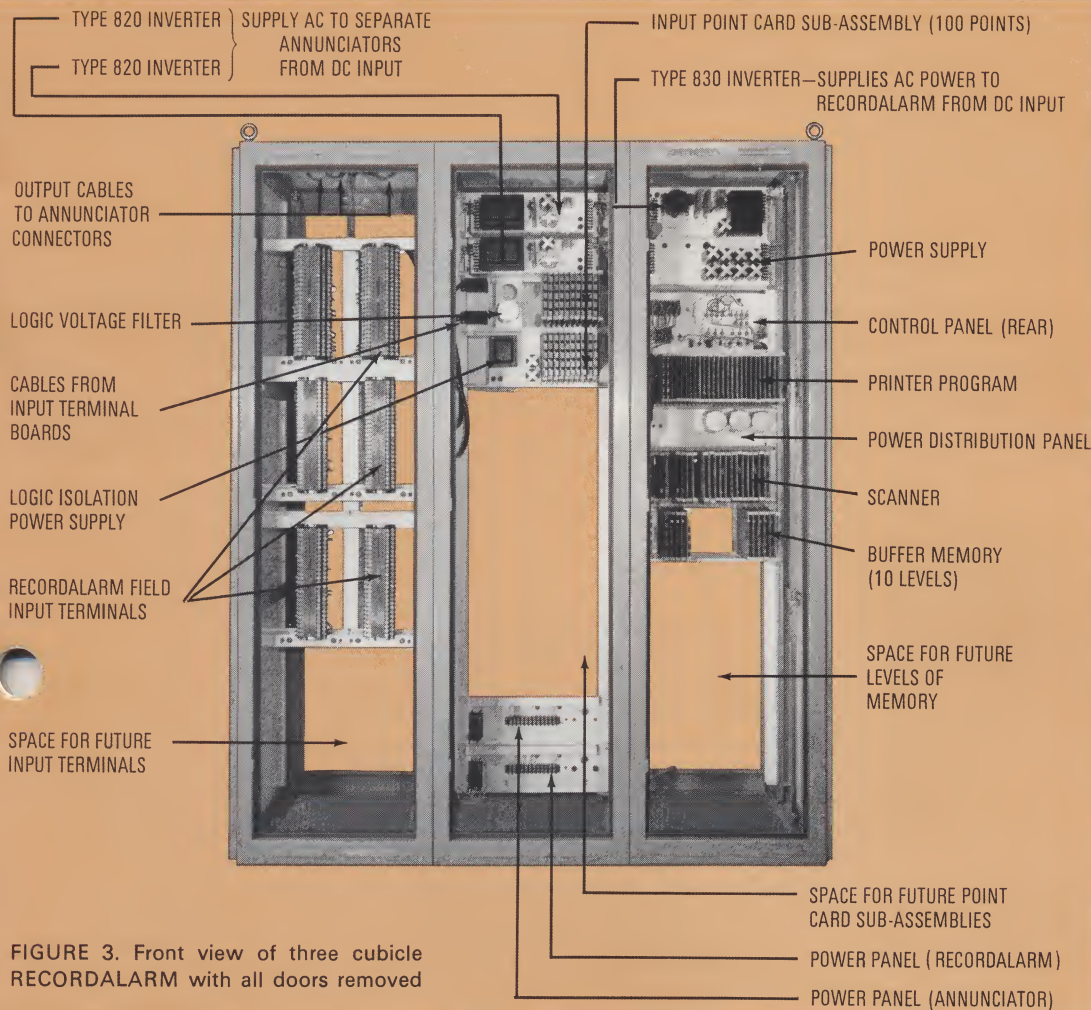 TYPE 820 INVERTER
TYPE 820 INVERTER
SUPPLY AC TO SEPARATE
ANNUNCIATORS
FROM DC INPUT
INPUT POINT CARD SUB-ASSEMBLY (100 POINTS)
TYPE 830 INVERTER—SUPPLIES AC POWER TO
RECORDALARM FROM DC INPUT
OUTPUT CABLES
TO ANNUNCIATOR
CONNECTORS
LOGIC VOLTAGE FILTER
CABLES FROM
INPUT TERMINAL
BOARDS
LOGIC ISOLATION
POWER SUPPLY
RECORDALARM FIELD
INPUT TERMINALS
SPACE FOR FUTURE
INPUT TERMINALS
POWER SUPPLY
CONTROL PANEL (REAR)
PRINTER PROGRAM
POWER DISTRIBUTION PANEL
SCANNER
BUFFER MEMORY
(10 LEVELS)
SPACE FOR FUTURE
LEVELS OF
MEMORY
SPACE FOR FUTURE POINT
CARD SUB-ASSEMBLIES
POWER PANEL (RECORDALARM)
POWER PANEL (ANNUNCIATOR)
FIGURE 3. Front view of three cubicle
RECORDALARM with all doors removed